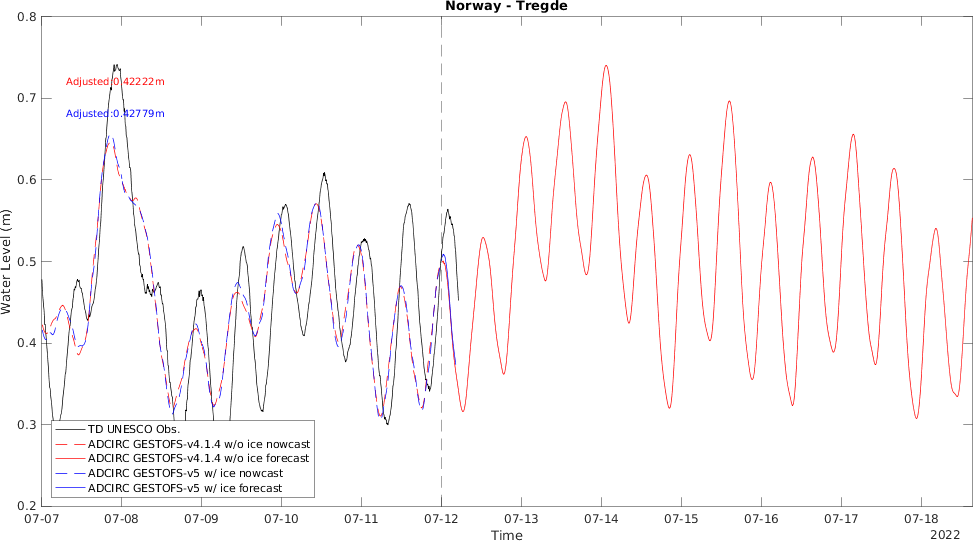 Norway - Tregde
0.8
0.7
0.6
0.5
0.4
0.3
0.2
Water Level (m)
Adjusted:0.42222m
Adjusted:0.42779m
TD UNESCO Obs.
ADCIRC GESTOFS-v4.1.4 w/o ice nowcast
ADCIRC GESTOFS-v4.1.4 w/o ice forecast
ADCIRC GESTOFS-v5 w/ ice nowcast
ADCIRC GESTOFS-v5 w/ ice forecast
07-07 07-08 07-09 07-10 07-11 07-12 07-13 07-14 07-15 07-16 07-17 07-18
Time
2022